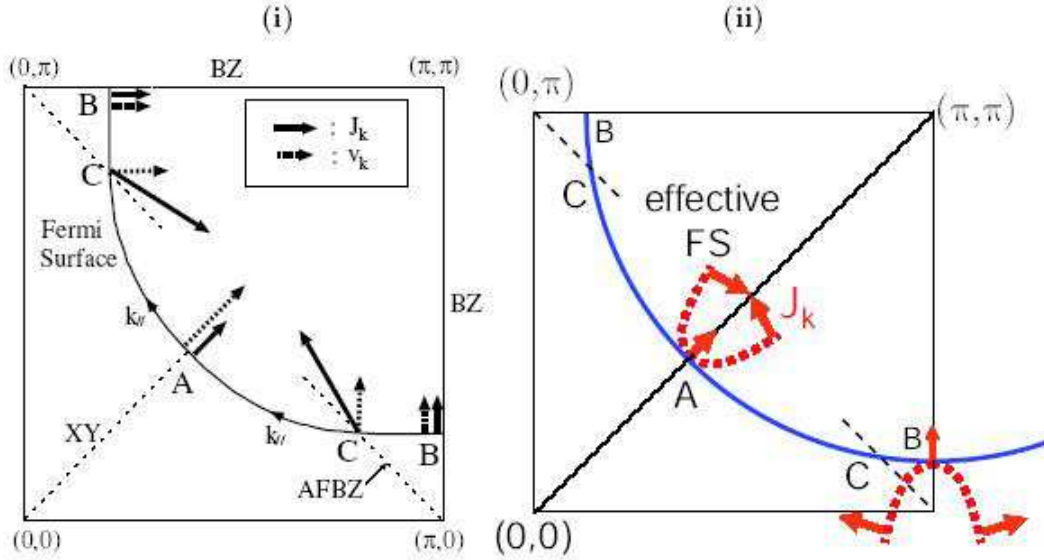 (i)
(0,π)
BZ
(π,π)
B
: J_k
: v_k
C
Fermi
Surface
BZ
k_//
A
XY
k_//
C
B
AFBZ
(0,0)
(π,0)
(ii)
(0,π)
(π,π)
B
C
effective
FS
J_k
A
B
C
(0,0)